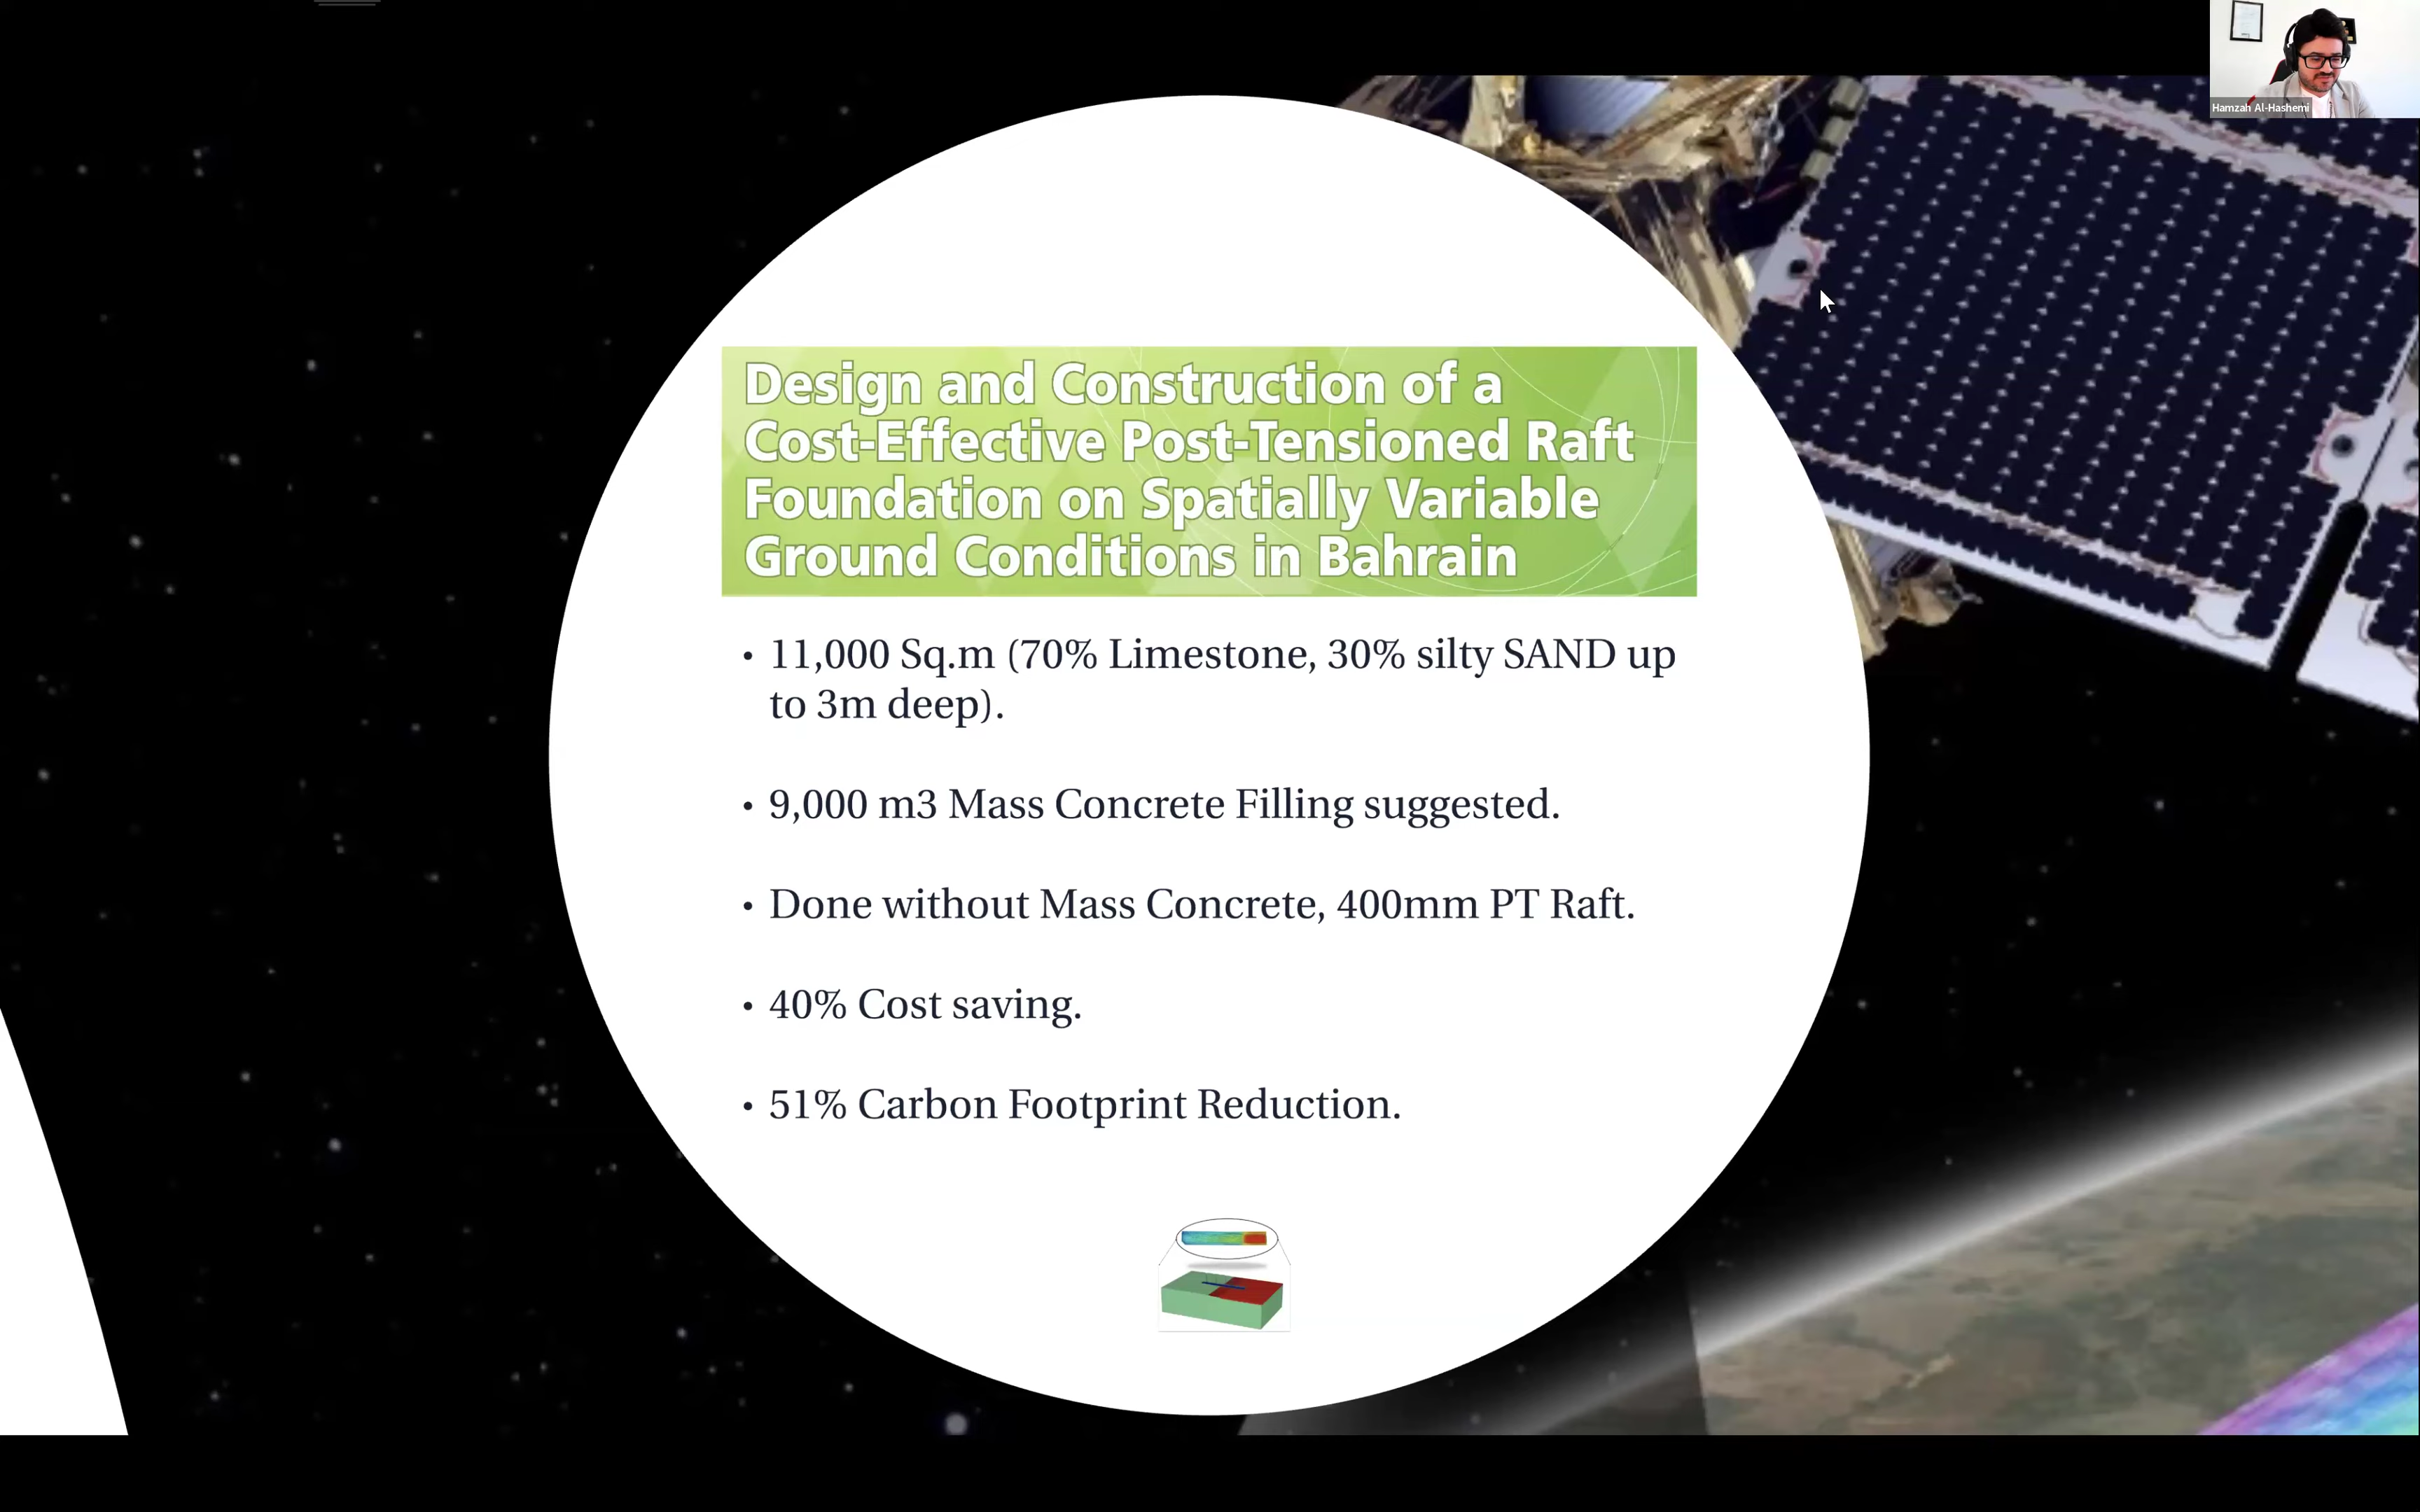 Hamzah Al-Hashemi
Design and Construction of a
Cost-Effective Post-Tensioned Raft
Foundation on Spatially Variable
Ground Conditions in Bahrain
• 11,000 Sq.m (70% Limestone, 30% silty SAND up
to 3m deep).
• 9,000 m3 Mass Concrete Filling suggested.
• Done without Mass Concrete, 400mm PT Raft.
• 40% Cost saving.
• 51% Carbon Footprint Reduction.